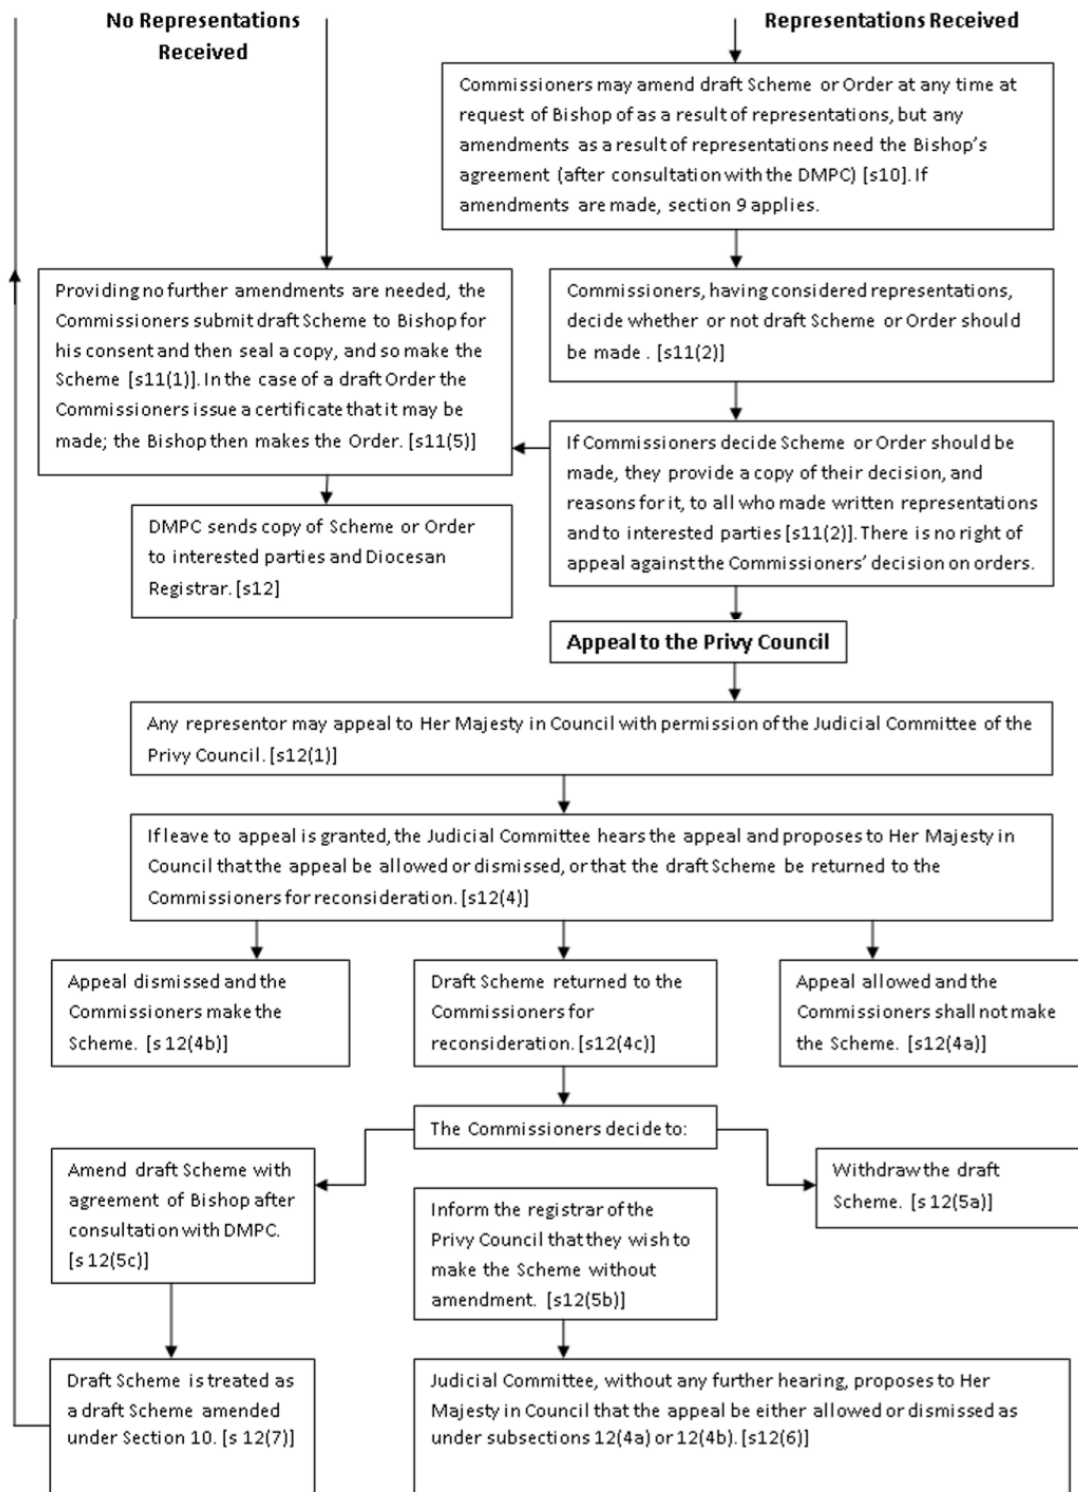 No Representations
Received
Representations Received
Commissioners may amend draft Scheme or Order at any time at
request of Bishop of as a result of representations, but any
amendments as a result of representations need the Bishop's
agreement (after consultation with the DMPC) [s10]. If
amendments are made, section 9 applies.
Providing no further amendments are needed, the
Commissioners submit draft Scheme to Bishop for
his consent and then seal a copy, and so make the
Scheme [s11(1)]. In the case of a draft Order the
Commissioners issue a certificate that it may be
made; the Bishop then makes the Order. [s11(5)]
Commissioners, having considered representations,
decide whether or not draft Scheme or Order should
be made . [s11(2)]
If Commissioners decide Scheme or Order should be
made, they provide a copy of their decision, and
reasons for it, to all who made written representations
and to interested parties [s11(2)]. There is no right of
appeal against the Commissioners' decision on orders.
DMPC sends copy of Scheme or Order
to interested parties and Diocesan
Registrar. [s12]
Appeal to the Privy Council
Any representor may appeal to Her Majesty in Council with permission of the Judicial Committee of the
Privy Council. [s12(1)]
If leave to appeal is granted, the Judicial Committee hears the appeal and proposes to Her Majesty in
Council that the appeal be allowed or dismissed, or that the draft Scheme be returned to the
Commissioners for reconsideration. [s12(4)]
Appeal dismissed and the
Commissioners make the
Scheme. [s 12(4b)]
Draft Scheme returned to the
Commissioners for
reconsideration. [s12(4c)]
Appeal allowed and the
Commissioners shall not make
the Scheme. [s12(4a)]
The Commissioners decide to:
Amend draft Scheme with
agreement of Bishop after
consultation with DMPC.
[s 12(5c)]
Inform the registrar of the
Privy Council that they wish to
make the Scheme without
amendment. [s12(5b)]
Withdraw the draft
Scheme. [s 12(5a)]
Draft Scheme is treated as
a draft Scheme amended
under Section 10. [s 12(7)]
Judicial Committee, without any further hearing, proposes to Her
Majesty in Council that the appeal be either allowed or dismissed as
under subsections 12(4a) or 12(4b). [s12(6)]